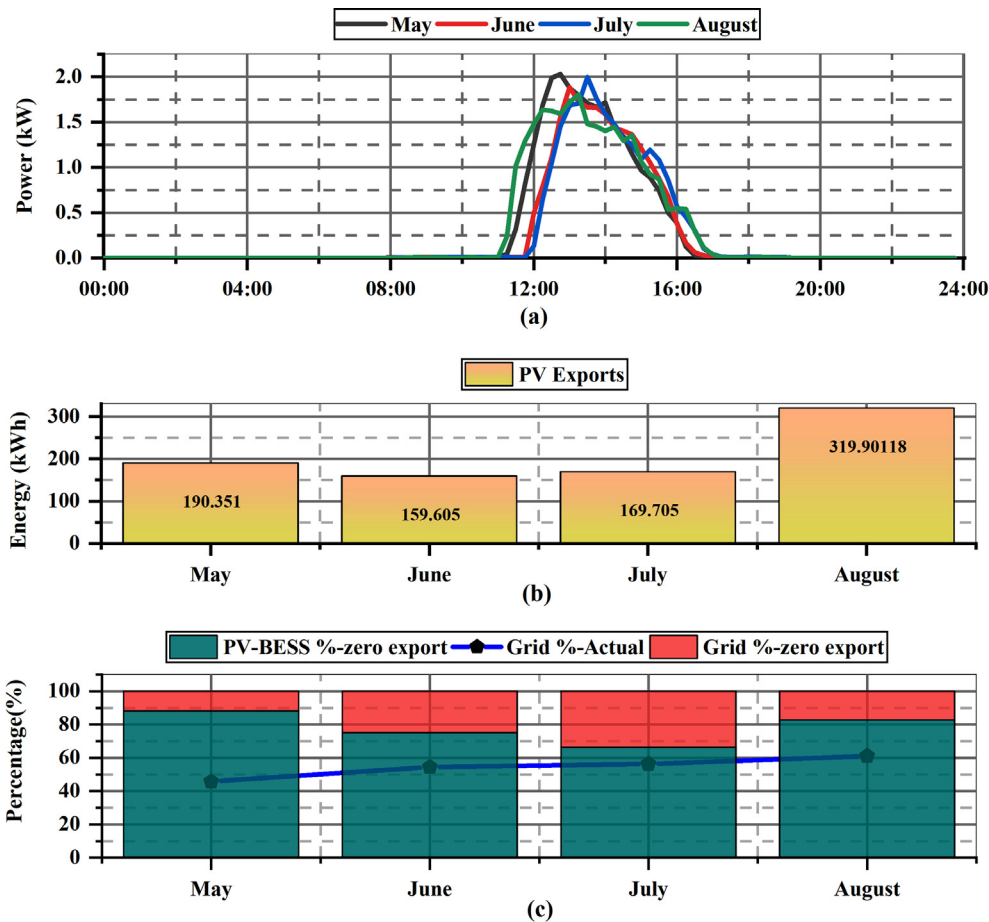 May June July August
Power (kW)
2.0
1.5
1.0
0.5
0.0
00:00 04:00 08:00 12:00 16:00 20:00 24:00
(a)
PV Exports
Energy (kWh)
300
200
100
0
190.351 159.605 169.705 319.90118
May June July August
(b)
PV-BESS %-zero export Grid %-Actual Grid %-zero export
Percentage(%)
100
80
60
40
20
0
May June July August
(c)